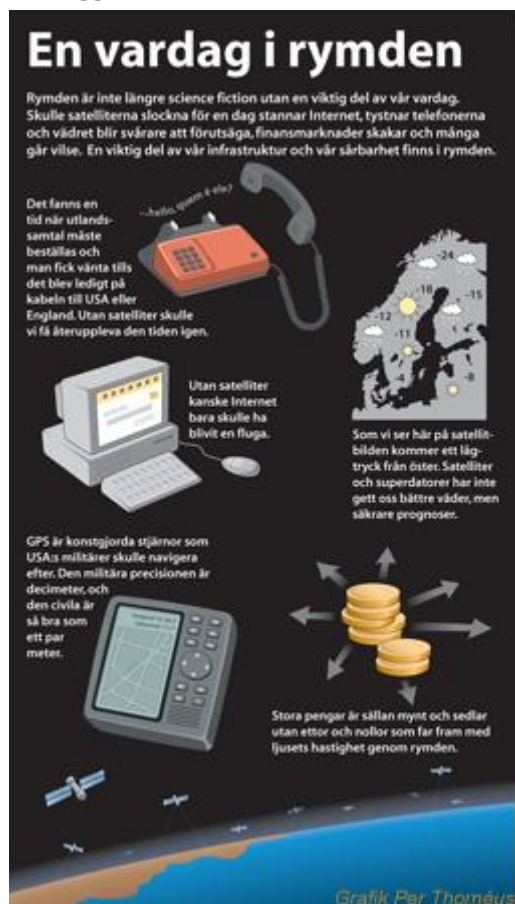 En vardag i rymden
Rymden är inte längre science fiction utan en viktig del av vår vardag.
Skulle satelliterna slockna för en dag stannar Internet, tystnar telefonerna
och vädret blir svårare att förutsäga, finansmarknader skakar och många
går vilse. En viktig del av vår infrastruktur och vår sårbarhet finns i rymden.
Det fanns en
tid när utlands-
samtal måste
beställas och
man fick vänta tills
det blev ledigt på
kabeln till USA eller
England. Utan satelliter skulle
vi få återuppleva den tiden igen.
...hello, quem é ele?
-24
-18
-15
-12
-11
-8
Utan satelliter
kanske Internet
bara skulle ha
blivit en fluga.
Som vi ser här på satellit-
bilden kommer ett låg-
tryck från öster. Satelliter
och superdatorer har inte
gett oss bättre väder, men
säkrare prognoser.
GPS är konstgjorda stjärnor som
USA:s militärer skulle navigera
efter. Den militära precisionen är
decimeter, och
den civila är
så bra som
ett par
meter.
Stora pengar är sällan mynt och sedlar
utan ettor och nollor som far fram med
ljusets hastighet genom rymden.
Grafik Per Thoméus